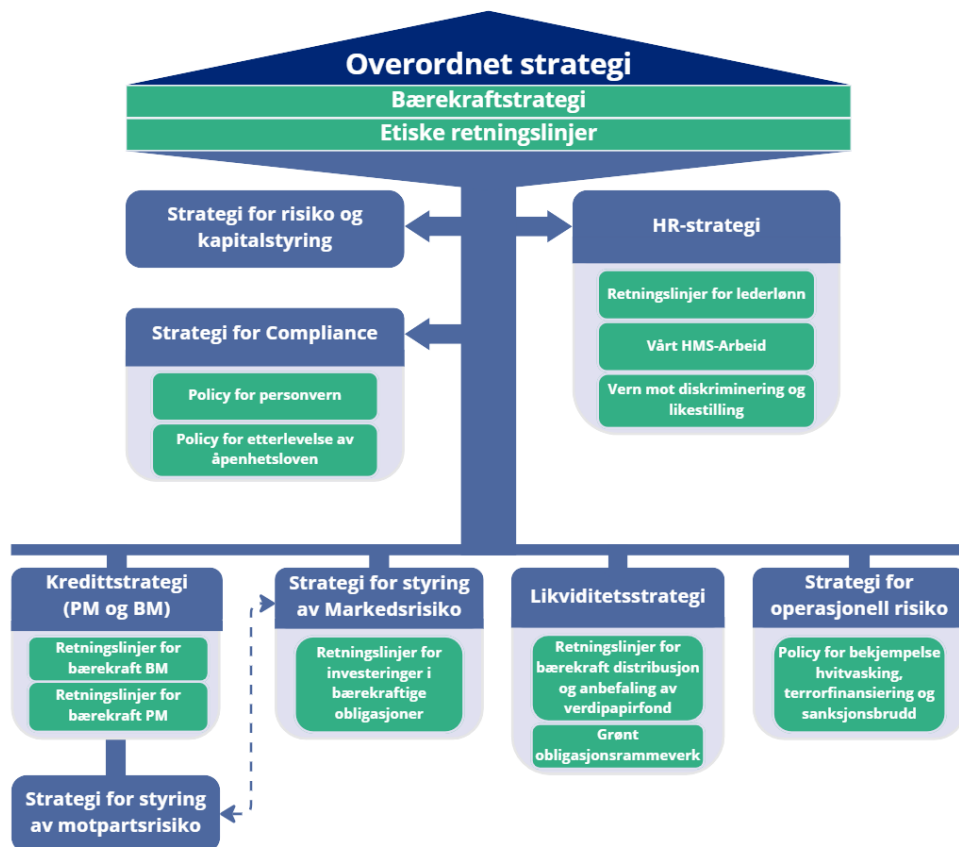 Overordnet strategi
Bærekraftstrategi
Etiske retningslinjer
Strategi for risiko og
kapitalstyring
HR-strategi
Retningslinjer for lederlønn
Vårt HMS-Arbeid
Vern mot diskriminering og
likestilling
Strategi for Compliance
Policy for personvern
Policy for etterlevelse av
åpenhetsloven
Kredittstrategi
(PM og BM)
Retningslinjer for
bærekraft BM
Retningslinjer for
bærekraft PM
Strategi for styring
av motpartsrisiko
Strategi for styring
av Markedsrisiko
Retningslinjer for
investeringer i
bærekraftige
obligasjoner
Likviditetsstrategi
Retningslinjer for
bærekraft distribusjon
og anbefaling av
verdipapirfond
Grønt
obligasjonsrammeverk
Strategi for
operasjonell risiko
Policy for bekjempelse
hvitvasking,
terrorfinansiering og
sanksjonsbrudd